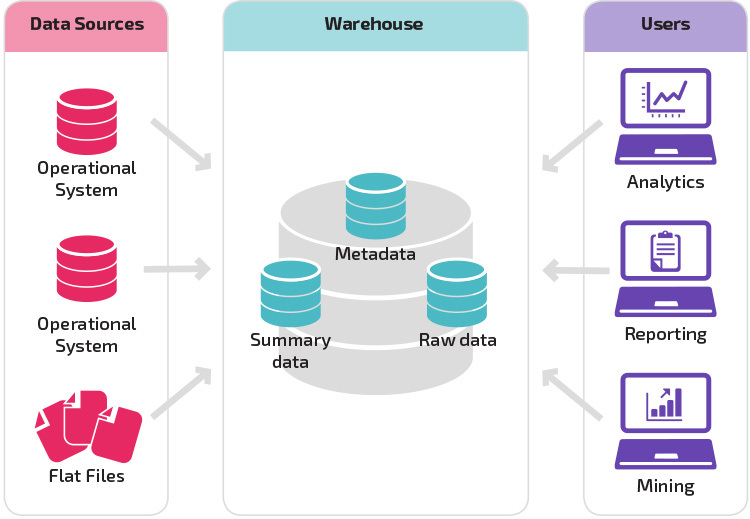 Data Sources
Operational
System
Operational
System
Flat Files
Warehouse
Metadata
Summary
data
Raw data
Users
Analytics
Reporting
Mining